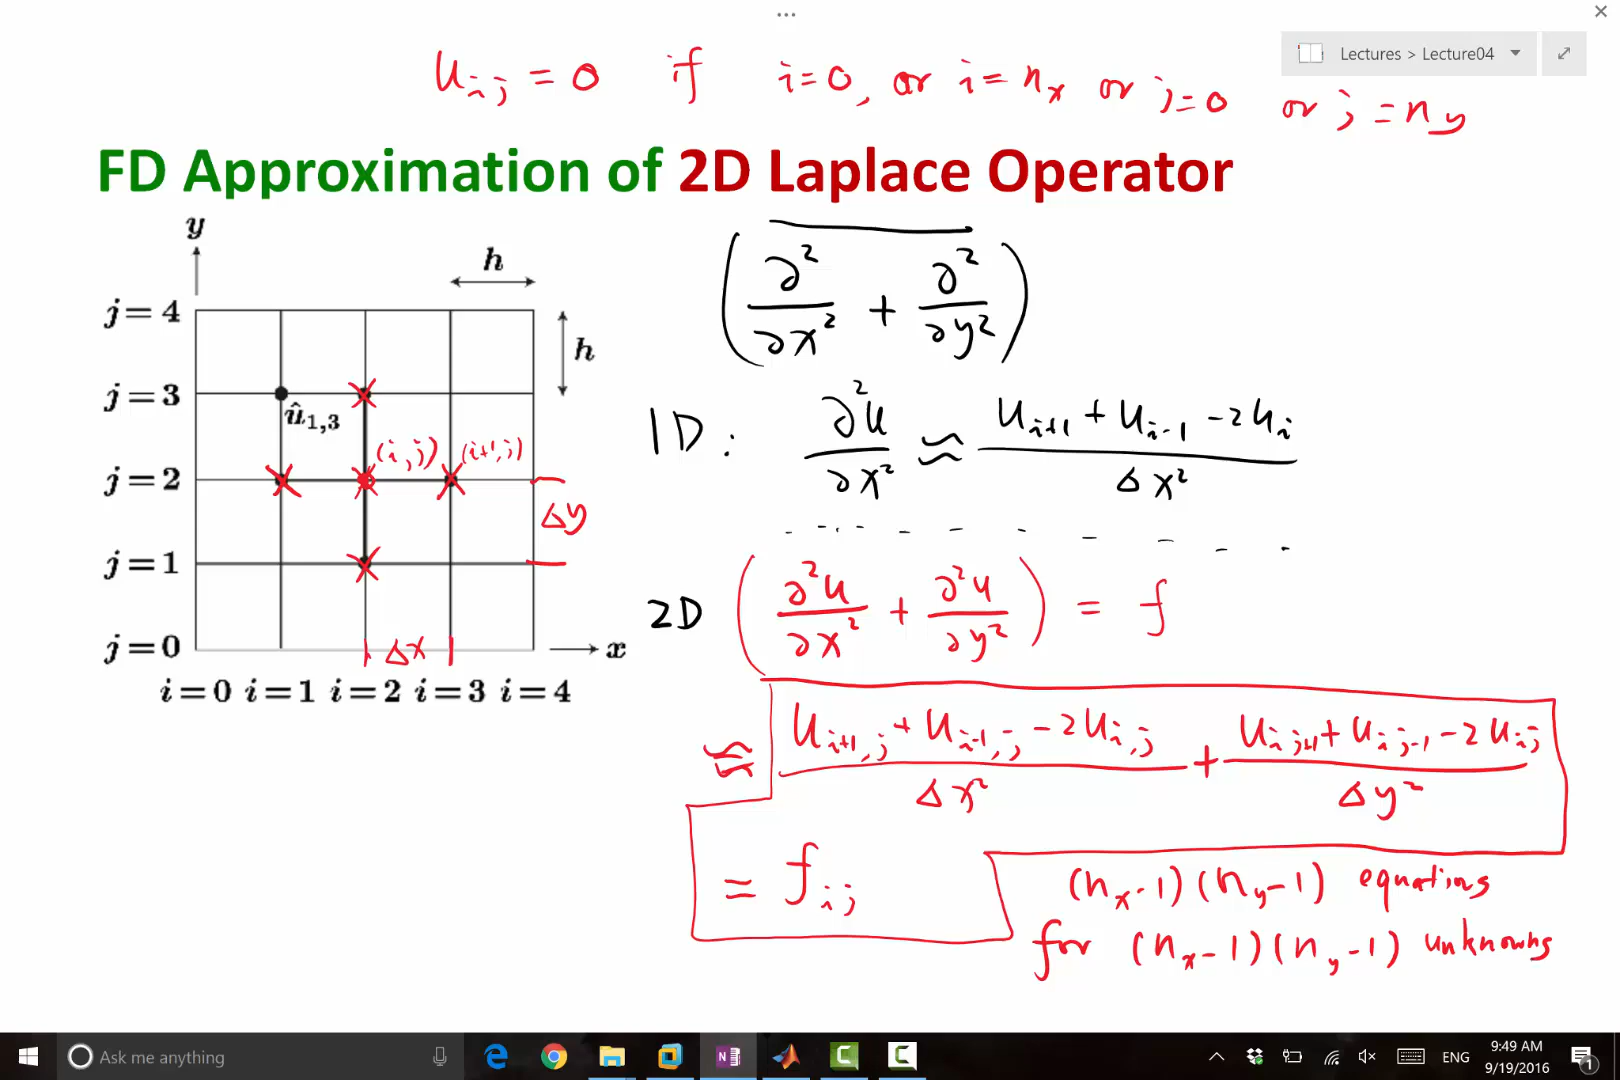 Lectures > Lecture04
u_{i,j} = 0 if i=0, or i=n_x or j=0 or j=n_y
FD Approximation of 2D Laplace Operator
y
h
j=4
h
j=3
û_{1,3}
(i,j) (i+1,j)
j=2
Δy
j=1
j=0
Δx
x
i=0 i=1 i=2 i=3 i=4
(∂²/∂x² + ∂²/∂y²)
1D: ∂²u/∂x² ≈ (u_{i+1} + u_{i-1} - 2u_i)/Δx²
2D (∂²u/∂x² + ∂²u/∂y²) = f
≈ (u_{i+1,j} + u_{i-1,j} - 2u_{i,j})/Δx² + (u_{i,j+1} + u_{i,j-1} - 2u_{i,j})/Δy²
= f_{ij}
(n_x-1)(n_y-1) equations
for (n_x-1)(n_y-1) unknowns
Ask me anything
N
ENG
9:49 AM
9/19/2016
1